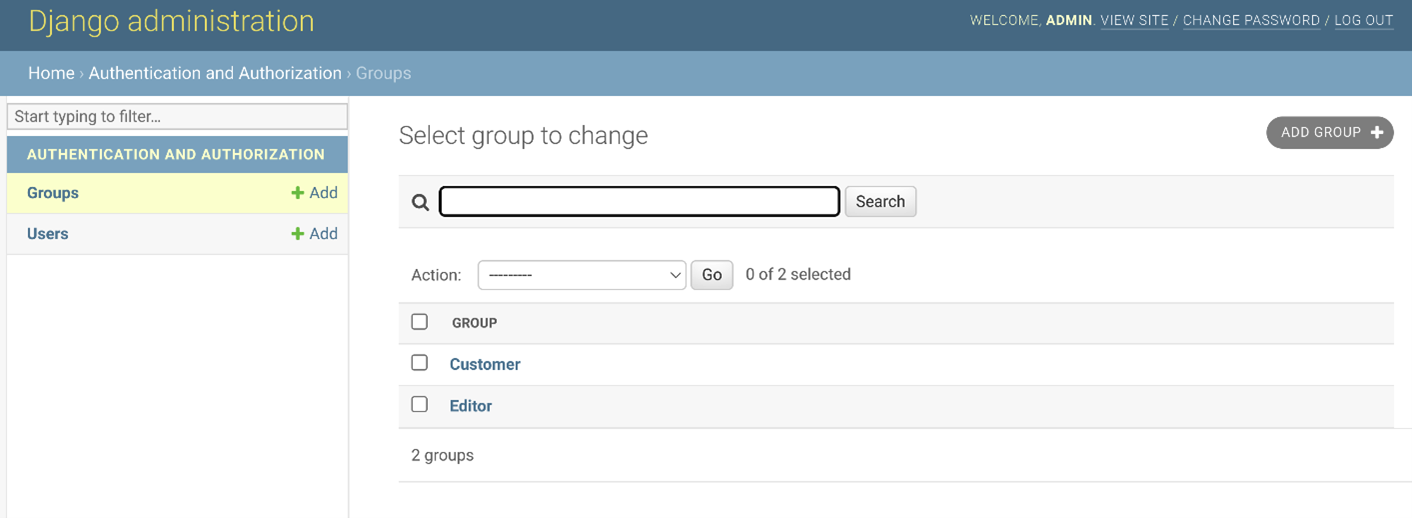 Django administration
WELCOME, ADMIN. VIEW SITE / CHANGE PASSWORD / LOG OUT
Home › Authentication and Authorization › Groups
Start typing to filter...
AUTHENTICATION AND AUTHORIZATION
Groups + Add
Users + Add
Select group to change
ADD GROUP +
Search
Action: --------- Go 0 of 2 selected
GROUP
Customer
Editor
2 groups